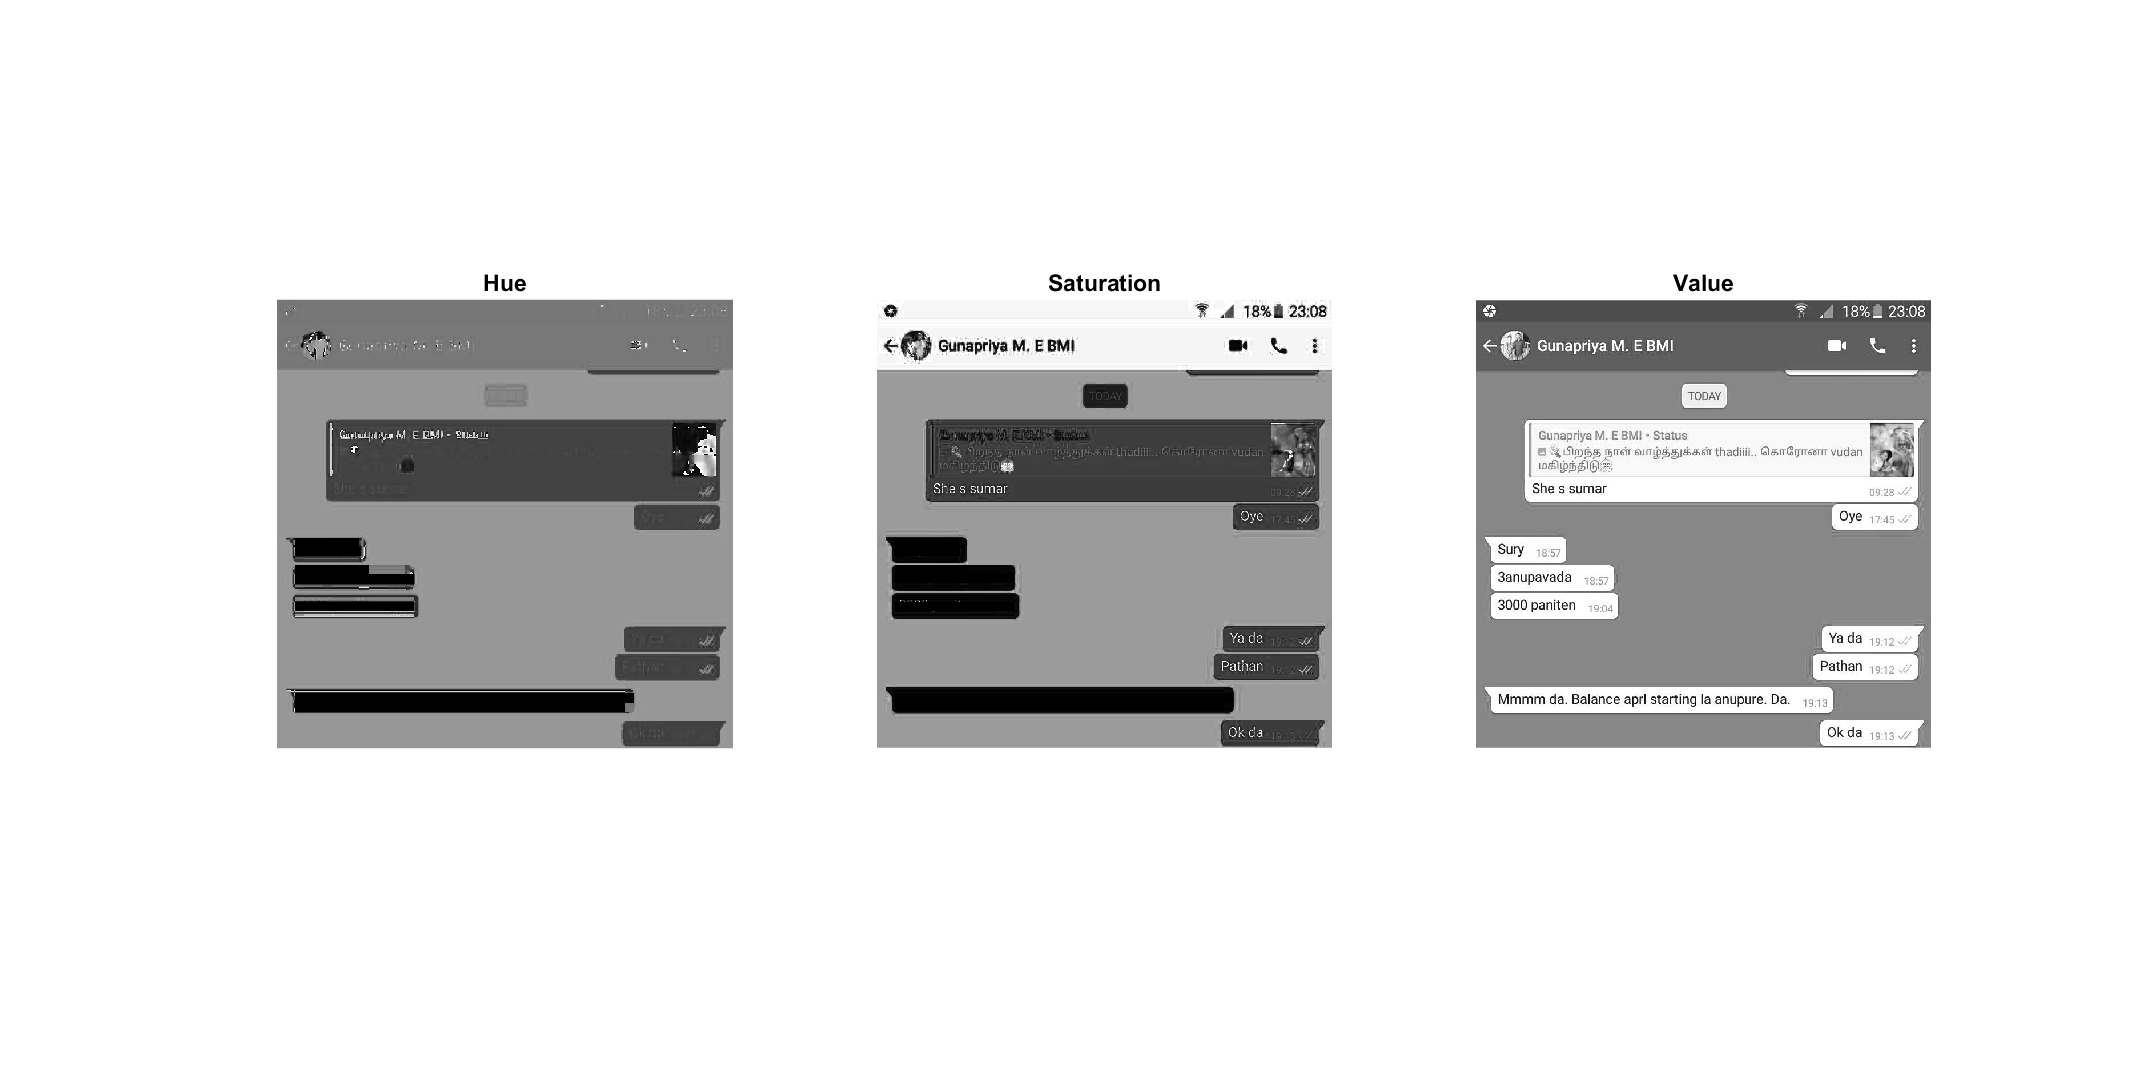 Hue
Gunapriya M. E BMI
Gunapriya M. E BMI • Status
She s sumar
Oye
Ya da
Pathan
Ok da
Saturation
18% 23:08
Gunapriya M. E BMI
TODAY
Gunapriya M. E BMI • Status
பிறந்த நாள் வாழ்த்துக்கள் thadiiii.. கொரோனா vudan
மகிழ்ந்திடு
She s sumar 09:28
Oye 17:45
Ya da 19:12
Pathan 19:12
Ok da 19:13
Value
18% 23:08
Gunapriya M. E BMI
TODAY
Gunapriya M. E BMI • Status
பிறந்த நாள் வாழ்த்துக்கள் thadiiii.. கொரோனா vudan
மகிழ்ந்திடு
She s sumar 09:28
Oye 17:45
Sury 18:57
3anupavada 18:57
3000 paniten 19:04
Ya da 19:12
Pathan 19:12
Mmmm da. Balance aprl starting la anupure. Da. 19:13
Ok da 19:13